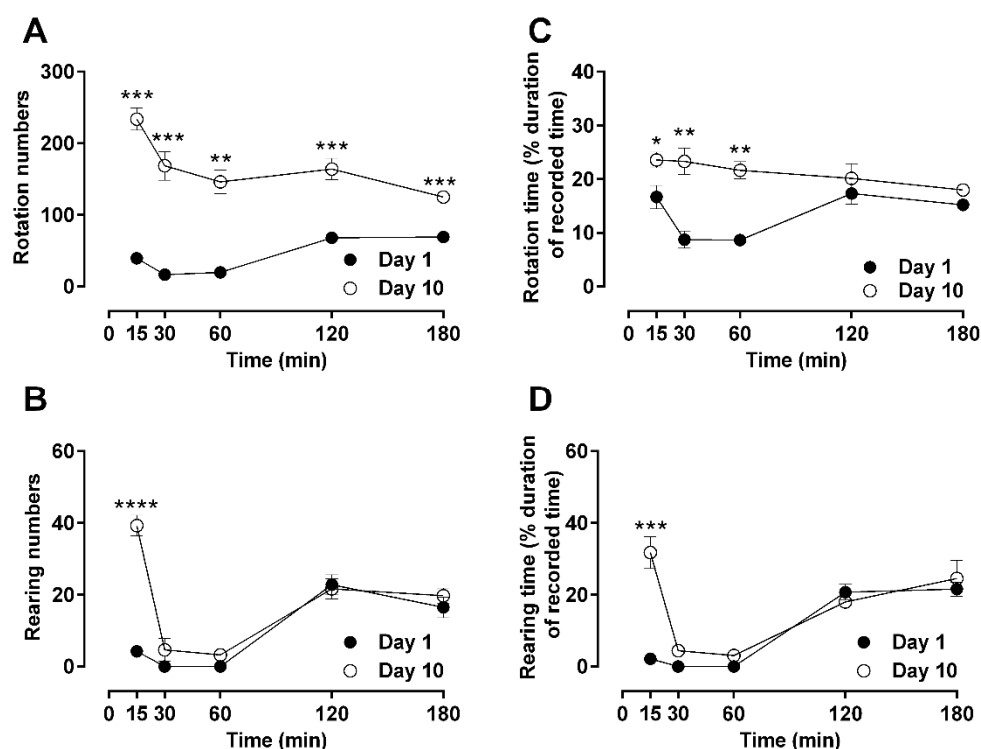 A
Rotation numbers
300
200
100
0
***
***
**
***
***
Day 1
Day 10
0 15 30 60 120 180
Time (min)
C
Rotation time (% duration
of recorded time)
40
30
20
10
0
*
**
**
Day 1
Day 10
0 15 30 60 120 180
Time (min)
B
Rearing numbers
60
40
20
0
****
Day 1
Day 10
0 15 30 60 120 180
Time (min)
D
Rearing time (% duration
of recorded time)
60
40
20
0
***
Day 1
Day 10
0 15 30 60 120 180
Time (min)